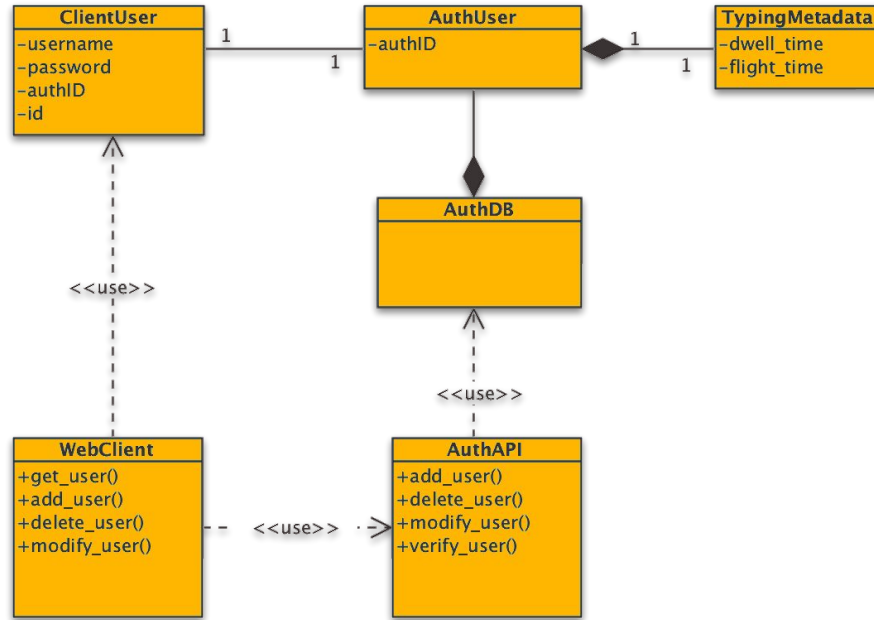 ClientUser
-username
-password
-authID
-id
1
1
AuthUser
-authID
1
1
TypingMetadata
-dwell_time
-flight_time
AuthDB
<<use>>
<<use>>
WebClient
+get_user()
+add_user()
+delete_user()
+modify_user()
<<use>>
AuthAPI
+add_user()
+delete_user()
+modify_user()
+verify_user()